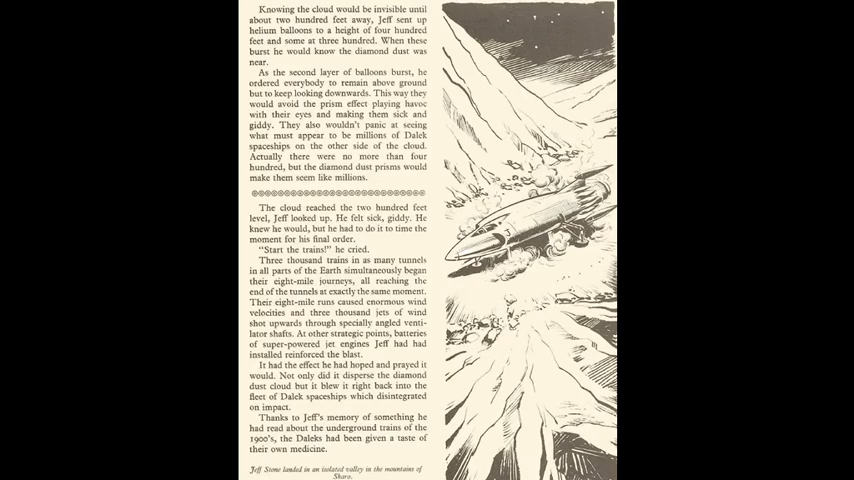 Knowing the cloud would be invisible until
about two hundred feet away, Jeff sent up
helium balloons to a height of four hundred
feet and some at three hundred. When these
burst he would know the diamond dust was
near.
As the second layer of balloons burst, he
ordered everybody to remain above ground
but to keep looking downwards. This way they
would avoid the prism effect playing havoc
with their eyes and making them sick and
giddy. They also wouldn't panic at seeing
what must appear to be millions of Dalek
spaceships on the other side of the cloud.
Actually there were no more than four
hundred, but the diamond dust prisms would
make them seem like millions.
The cloud reached the two hundred feet
level, Jeff looked up. He felt sick, giddy. He
knew he would, but he had to do it to time the
moment for his final order.
"Start the trains!" he cried.
Three thousand trains in as many tunnels
in all parts of the Earth simultaneously began
their eight-mile journeys, all reaching the
end of the tunnels at exactly the same moment.
Their eight-mile runs caused enormous wind
velocities and three thousand jets of wind
shot upwards through specially angled venti-
lator shafts. At other strategic points, batteries
of super-powered jet engines Jeff had had
installed reinforced the blast.
It had the effect he had hoped and prayed it
would. Not only did it disperse the diamond
dust cloud but it blew it right back into the
fleet of Dalek spaceships which disintegrated
on impact.
Thanks to Jeff's memory of something he
had read about the underground trains of the
1900's, the Daleks had been given a taste of
their own medicine.
Jeff Stone landed in an isolated valley in the mountains of
Skaro.